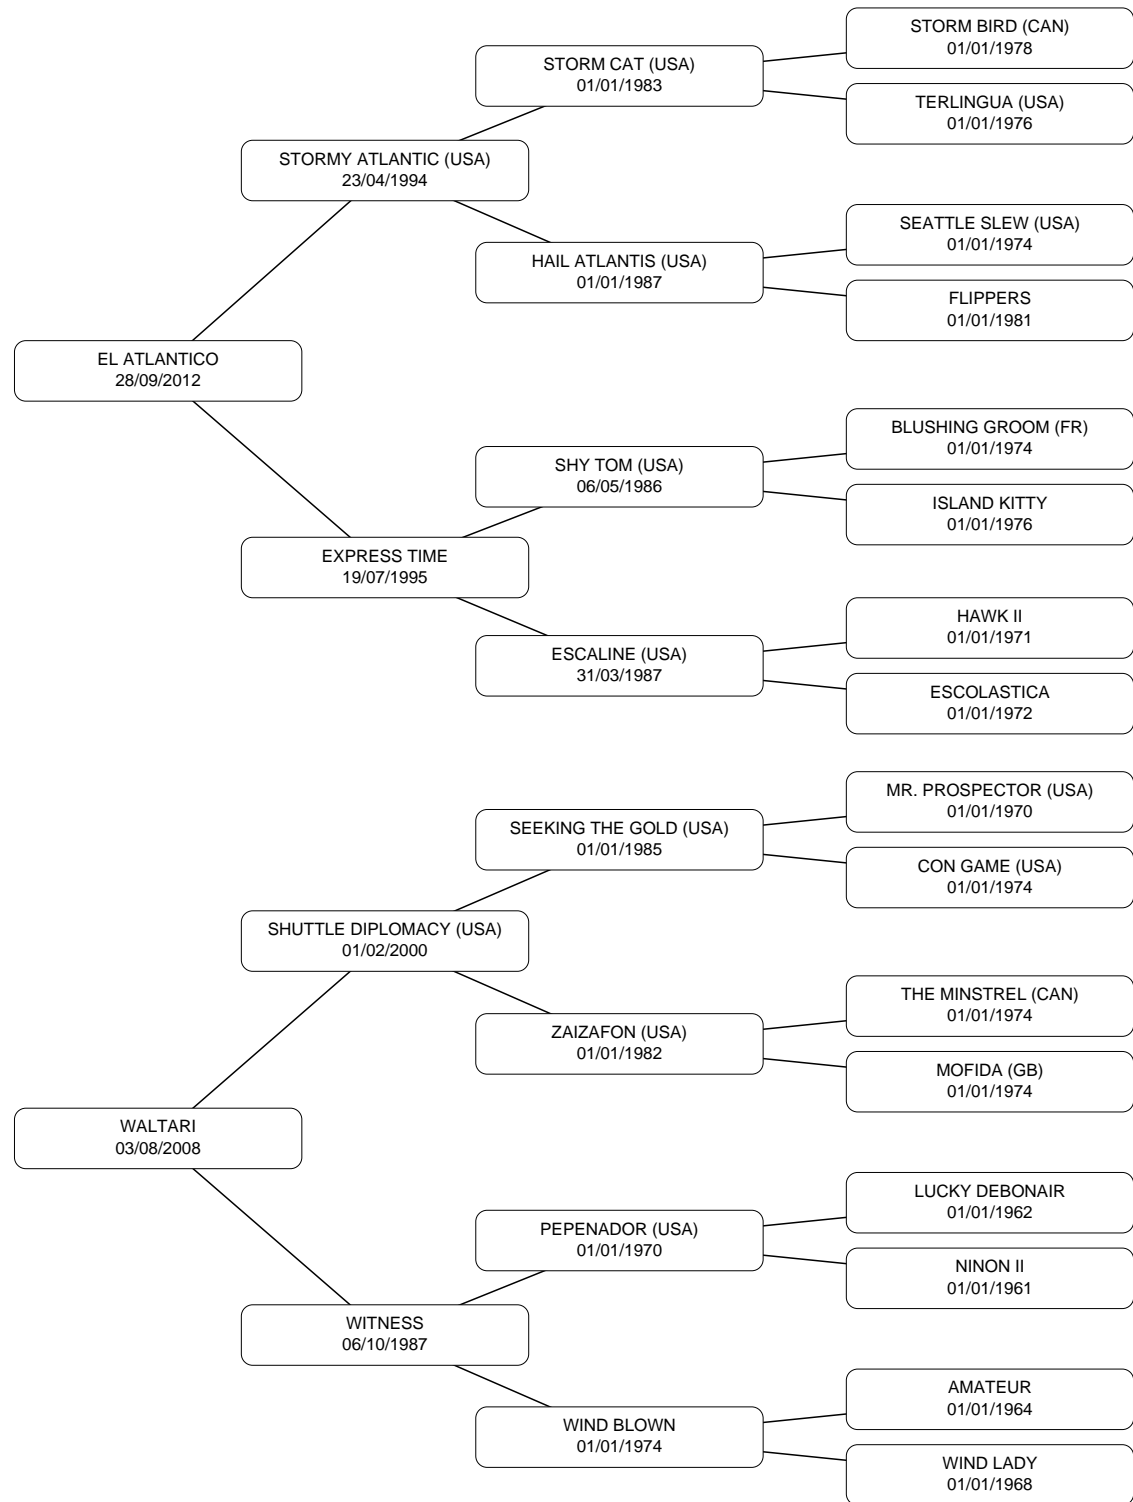 STORM BIRD (CAN)
01/01/1978
STORM CAT (USA)
01/01/1983
TERLINGUA (USA)
01/01/1976
STORMY ATLANTIC (USA)
23/04/1994
SEATTLE SLEW (USA)
01/01/1974
HAIL ATLANTIS (USA)
01/01/1987
FLIPPERS
01/01/1981
EL ATLANTICO
28/09/2012
BLUSHING GROOM (FR)
01/01/1974
SHY TOM (USA)
06/05/1986
ISLAND KITTY
01/01/1976
EXPRESS TIME
19/07/1995
HAWK II
01/01/1971
ESCALINE (USA)
31/03/1987
ESCOLASTICA
01/01/1972
MR. PROSPECTOR (USA)
01/01/1970
SEEKING THE GOLD (USA)
01/01/1985
CON GAME (USA)
01/01/1974
SHUTTLE DIPLOMACY (USA)
01/02/2000
THE MINSTREL (CAN)
01/01/1974
ZAIZAFON (USA)
01/01/1982
MOFIDA (GB)
01/01/1974
WALTARI
03/08/2008
LUCKY DEBONAIR
01/01/1962
PEPENADOR (USA)
01/01/1970
NINON II
01/01/1961
WITNESS
06/10/1987
AMATEUR
01/01/1964
WIND BLOWN
01/01/1974
WIND LADY
01/01/1968